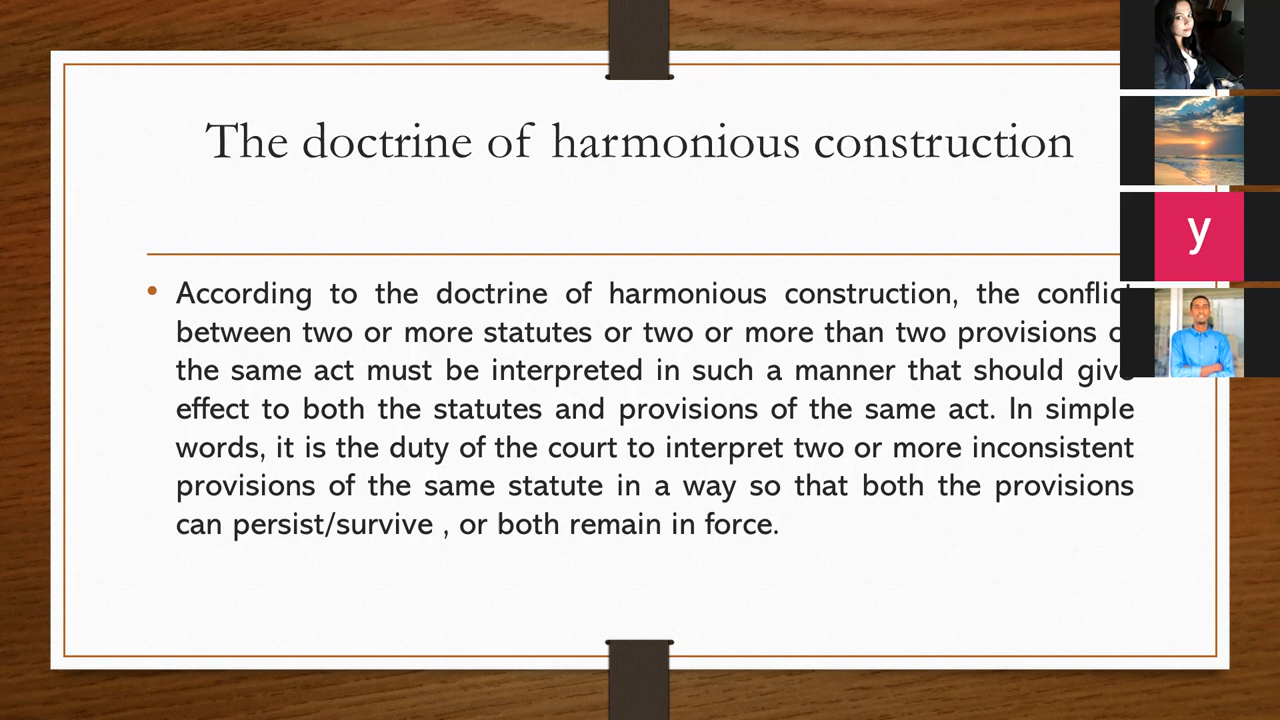 The doctrine of harmonious construction
• According to the doctrine of harmonious construction, the conflict
between two or more statutes or two or more than two provisions o
the same act must be interpreted in such a manner that should give
effect to both the statutes and provisions of the same act. In simple
words, it is the duty of the court to interpret two or more inconsistent
provisions of the same statute in a way so that both the provisions
can persist/survive , or both remain in force.
y